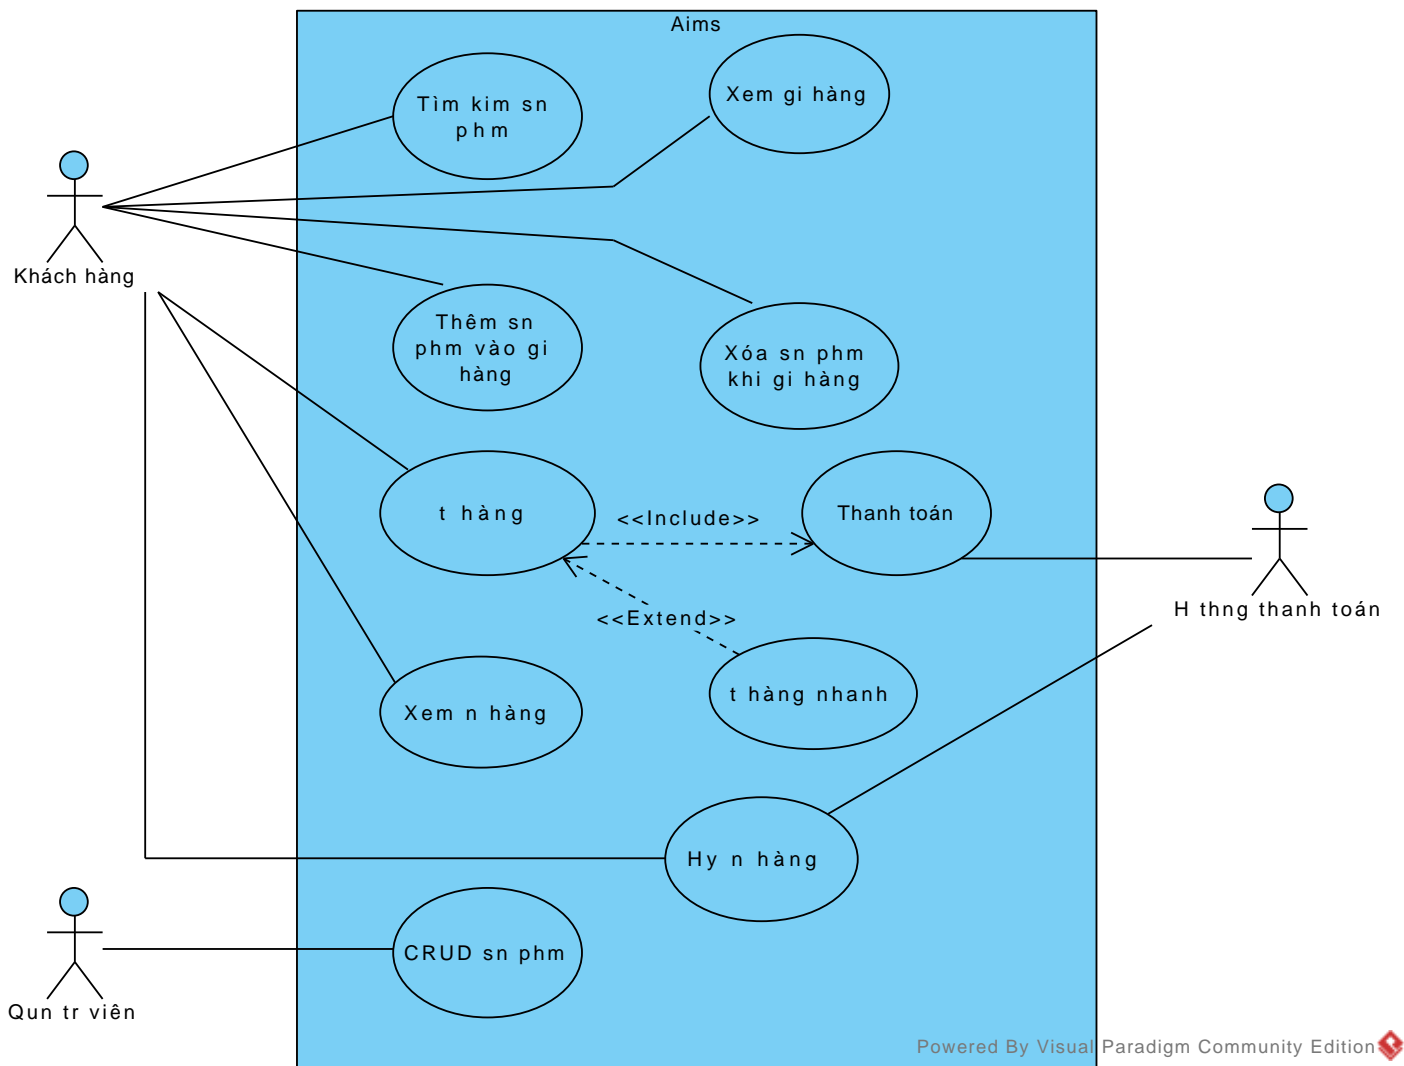 Aims
Tìm kim sn
phm
Xem gi hàng
Khách hàng
Thêm sn
phm vào gi
hàng
Xóa sn phm
khi gi hàng
t hàng
<<Include>>
Thanh toán
<<Extend>>
H thng thanh toán
Xem n hàng
t hàng nhanh
Hy n hàng
CRUD sn phm
Qun tr viên
Powered By Visual Paradigm Community Edition